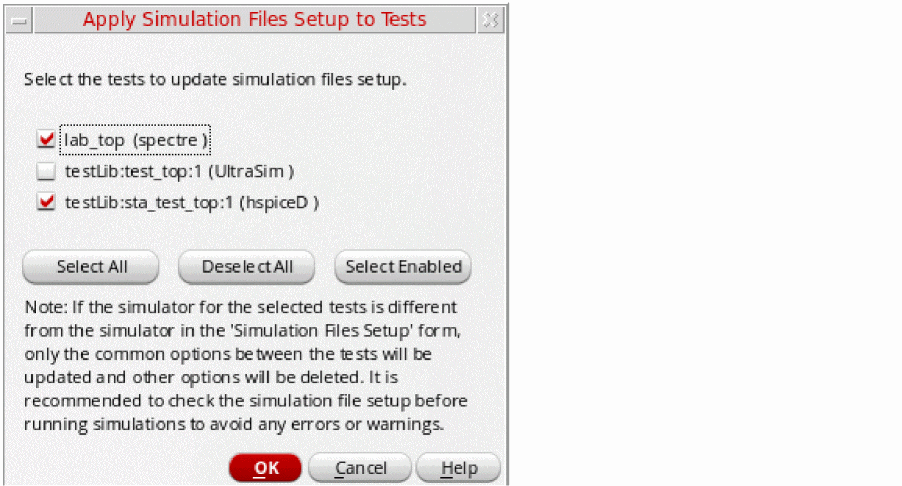 Apply Simulation Files Setup to Tests
Select the tests to update simulation files setup.
lab_top (spectre )
testLib:test_top:1 (UltraSim )
testLib:sta_test_top:1 (hspiceD )
Select All
Deselect All
Select Enabled
Note: If the simulator for the selected tests is different
from the simulator in the 'Simulation Files Setup' form,
only the common options between the tests will be
updated and other options will be deleted. It is
recommended to check the simulation file setup before
running simulations to avoid any errors or warnings.
OK
Cancel
Help